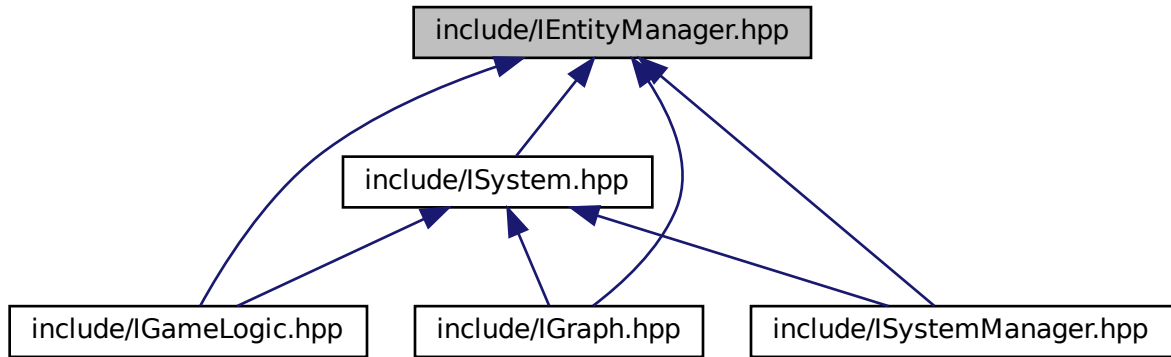 include/IEntityManager.hpp
include/ISystem.hpp
include/IGameLogic.hpp
include/IGraph.hpp
include/ISystemManager.hpp